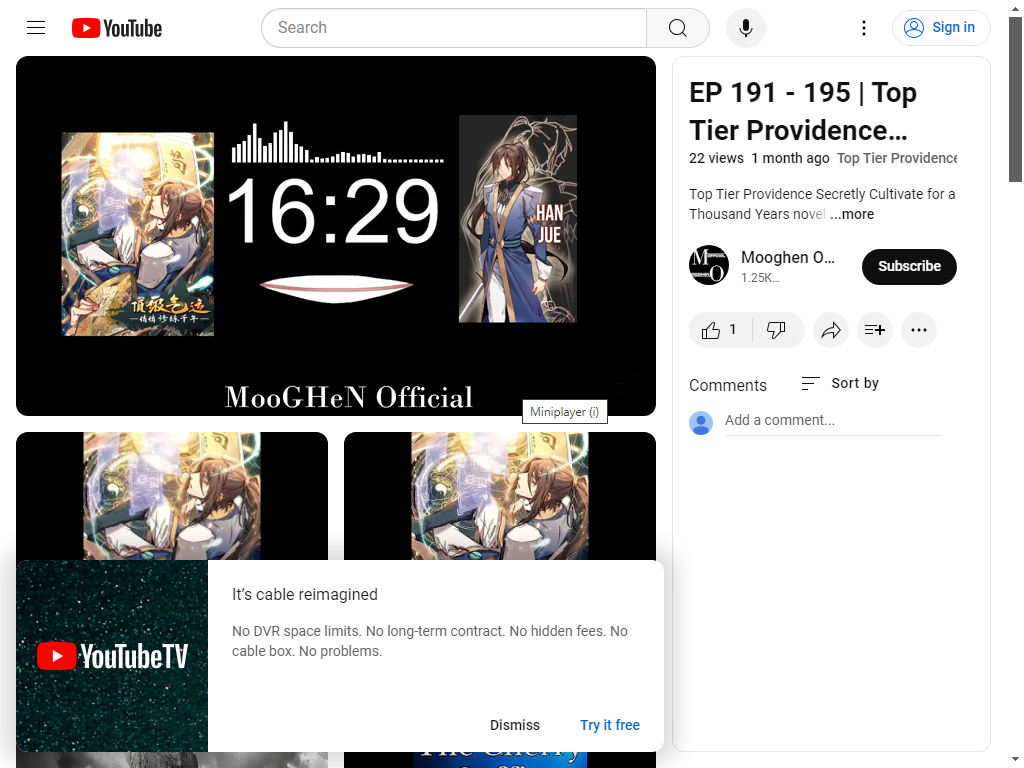 YouTube
Search
Sign in
16:29
HAN
JUE
頂級气运
悄悄修练千年
MooGHeN Official
Miniplayer (i)
EP 191 - 195 | Top
Tier Providence...
22 views 1 month ago Top Tier Providence
Top Tier Providence Secretly Cultivate for a
Thousand Years novel ...more
Mooghen O...
1.25K...
Subscribe
1
Comments
Sort by
Add a comment...
YouTubeTV
It's cable reimagined
No DVR space limits. No long-term contract. No hidden fees. No
cable box. No problems.
Dismiss
Try it free